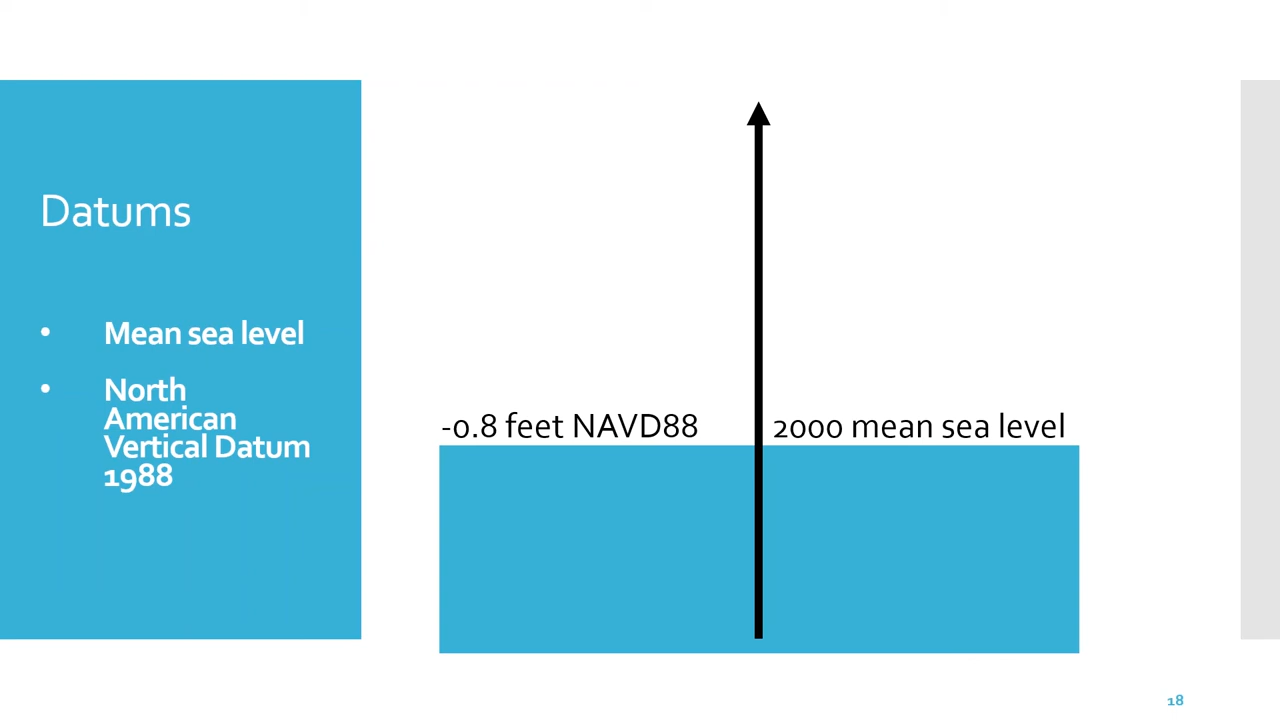 Datums
• Mean sea level
• North
American
Vertical Datum
1988
-0.8 feet NAVD88
2000 mean sea level
18